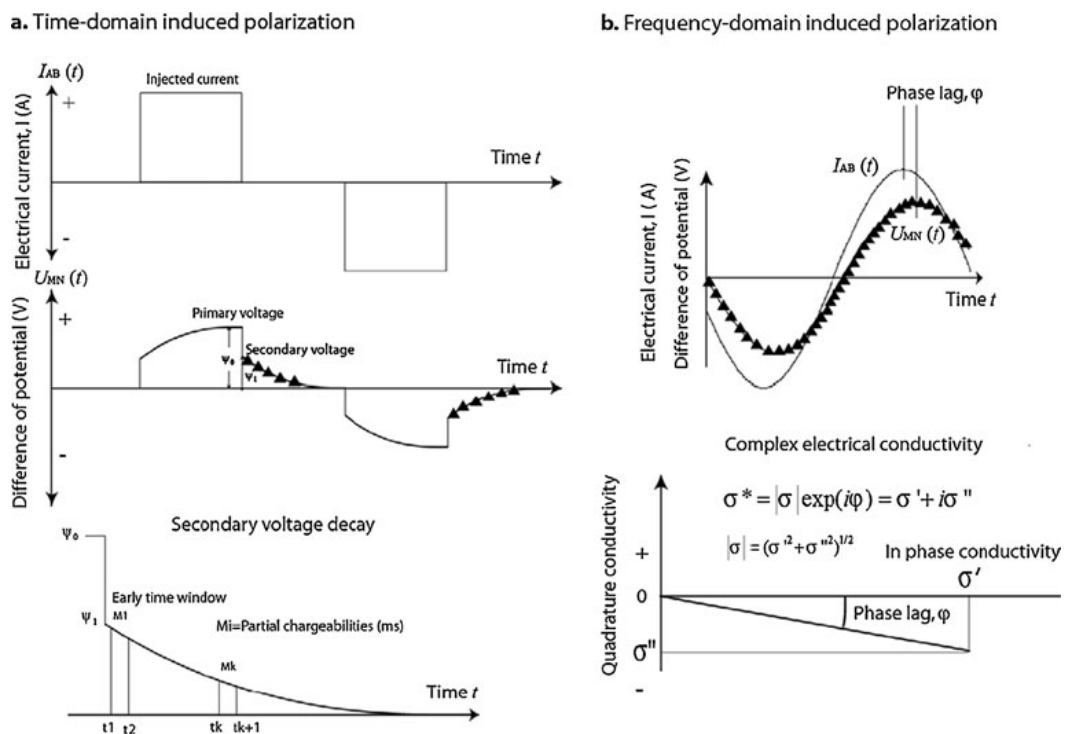 a. Time-domain induced polarization
IAB (t)
Injected current
+
Electrical current, I (A)
Time t
-
UMN (t)
+
Primary voltage
Secondary voltage
Ψ0
Ψ1
Difference of potential (V)
Time t
-
Secondary voltage decay
Ψ0
Early time window
Ψ1
M1
Mi=Partial chargeabilities (ms)
Mk
Time t
t1 t2 tk tk+1
b. Frequency-domain induced polarization
Phase lag, φ
IAB (t)
Electrical current, I ( A)
Difference of potential (V)
UMN (t)
Time t
Complex electrical conductivity
σ* = |σ| exp(iφ) = σ' + iσ"
|σ| = (σ'² + σ"²)1/2
In phase conductivity
σ'
Quadrature conductivity
+
0
Phase lag, φ
σ"
-